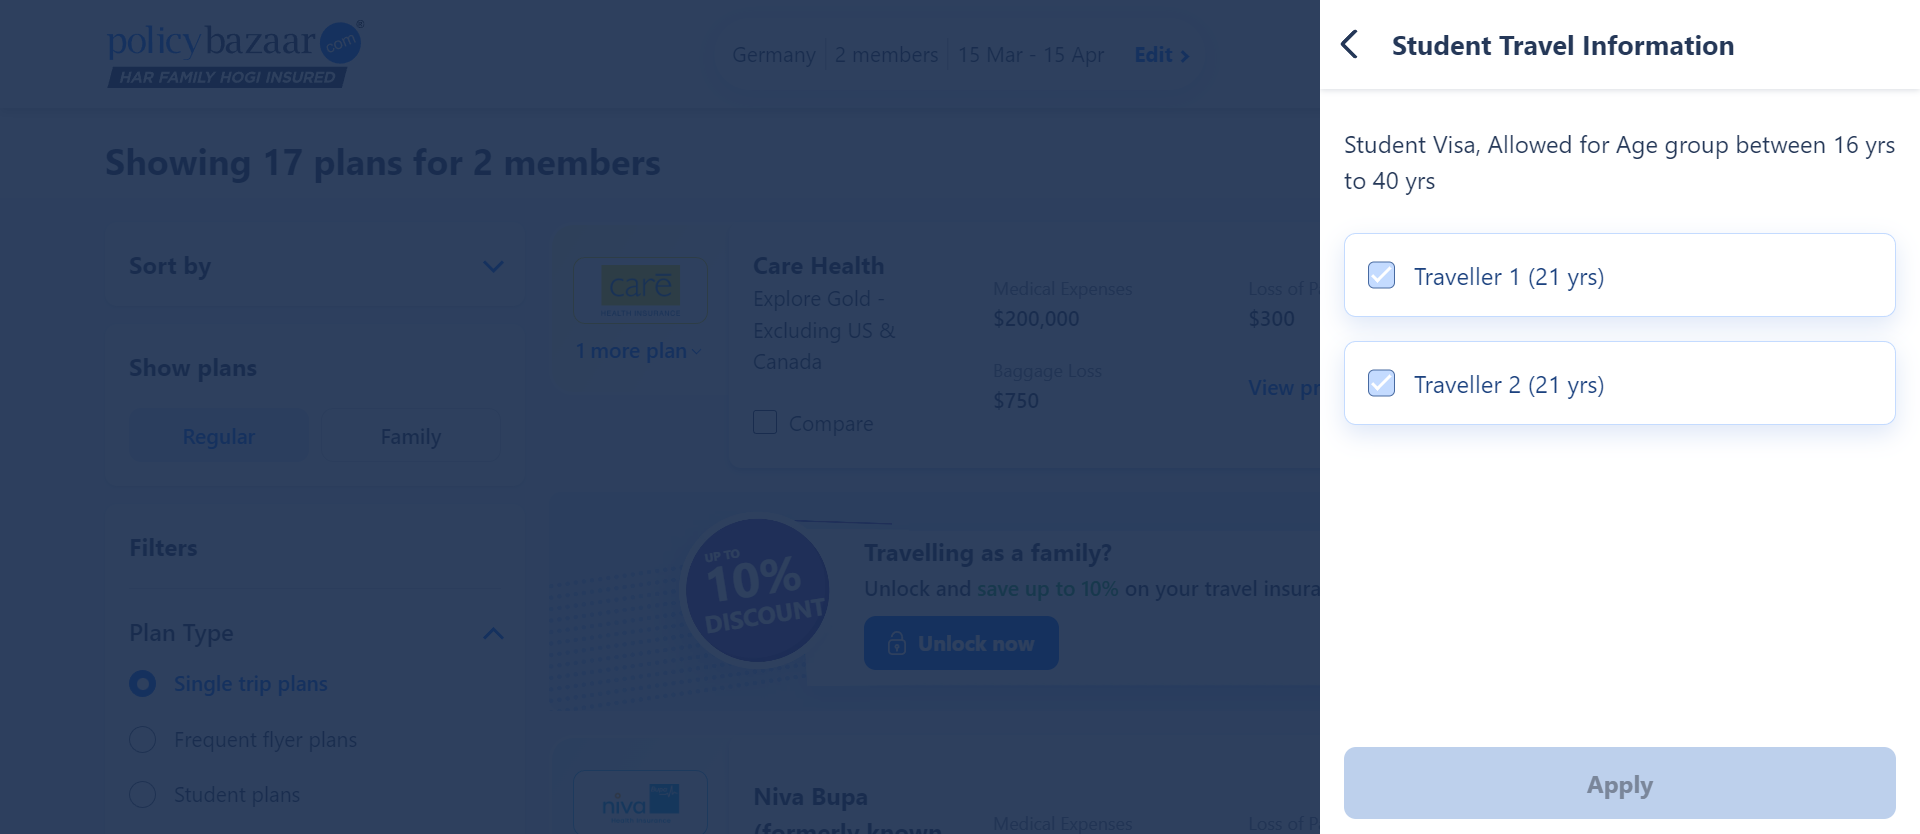 policybazaar com ®
HAR FAMILY HOGI INSURED
Germany 2 members 15 Mar - 15 Apr Edit
Showing 17 plans for 2 members
Sort by
Show plans
Regular Family
Filters
Plan Type
Single trip plans
Frequent flyer plans
Student plans
care
HEALTH INSURANCE
1 more plan
Care Health
Explore Gold -
Excluding US &
Canada
Compare
Medical Expenses
$200,000
Baggage Loss
$750
Loss of P
$300
View pr
UP TO
10%
DISCOUNT
Travelling as a family?
Unlock and save up to 10% on your travel insura
Unlock now
niva
Niva Bupa
(formerly known
Medical Expenses
Loss of P
Student Travel Information
Student Visa, Allowed for Age group between 16 yrs
to 40 yrs
Traveller 1 (21 yrs)
Traveller 2 (21 yrs)
Apply